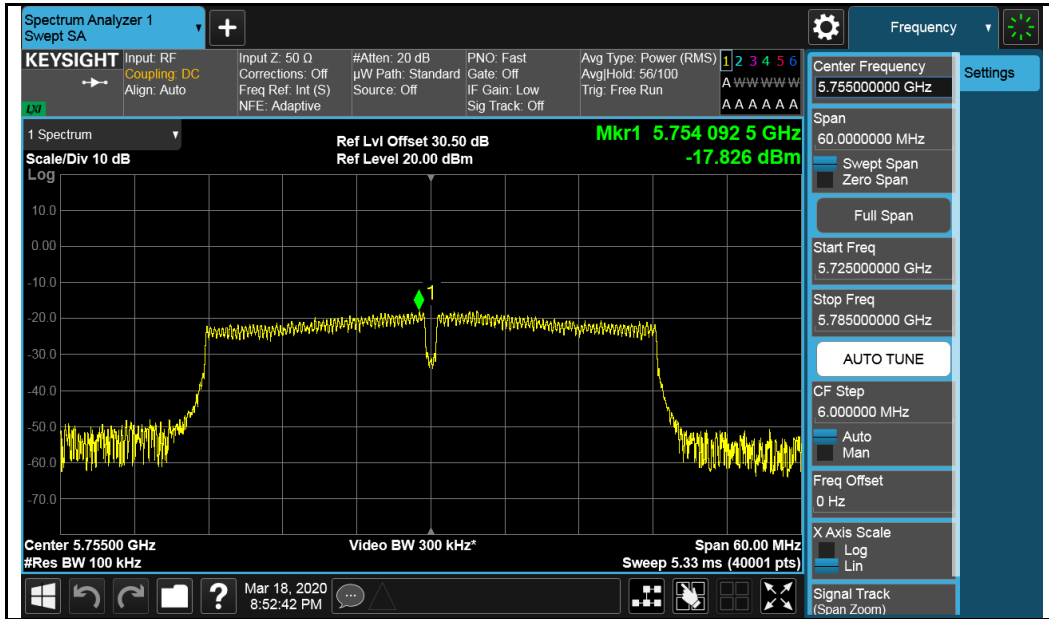 Spectrum Analyzer 1
Swept SA
Frequency
KEYSIGHT
LXI
Input: RF
Coupling: DC
Align: Auto
Input Z: 50 Ω
Corrections: Off
Freq Ref: Int (S)
NFE: Adaptive
#Atten: 20 dB
µW Path: Standard
Source: Off
PNO: Fast
Gate: Off
IF Gain: Low
Sig Track: Off
Avg Type: Power (RMS)
Avg|Hold: 56/100
Trig: Free Run
1 2 3 4 5 6
A W W W W W
A A A A A A
1 Spectrum
Scale/Div 10 dB
Log
Ref Lvl Offset 30.50 dB
Ref Level 20.00 dBm
Mkr1 5.754 092 5 GHz
-17.826 dBm
10.0
0.00
-10.0
-20.0
-30.0
-40.0
-50.0
-60.0
-70.0
1
Center 5.75500 GHz
#Res BW 100 kHz
Video BW 300 kHz*
Span 60.00 MHz
Sweep 5.33 ms (40001 pts)
Center Frequency
5.755000000 GHz
Settings
Span
60.0000000 MHz
Swept Span
Zero Span
Full Span
Start Freq
5.725000000 GHz
Stop Freq
5.785000000 GHz
AUTO TUNE
CF Step
6.000000 MHz
Auto
Man
Freq Offset
0 Hz
X Axis Scale
Log
Lin
Signal Track
(Span Zoom)
?
Mar 18, 2020
8:52:42 PM